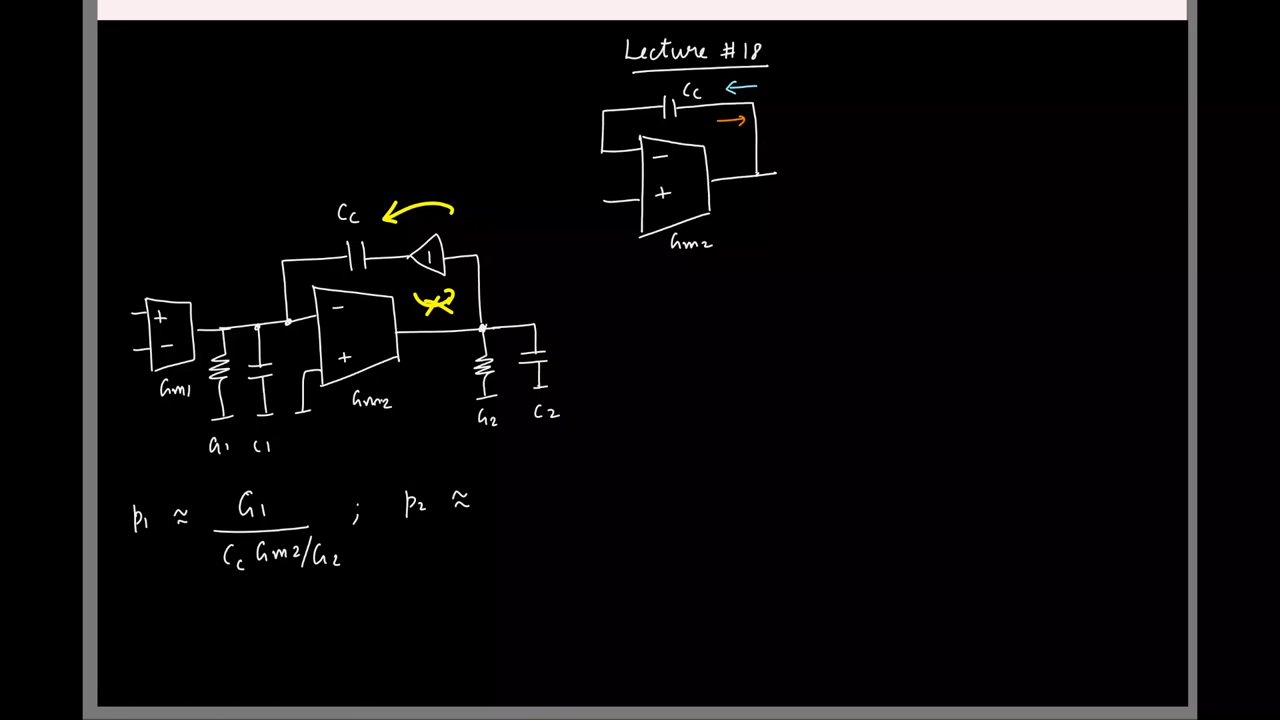 Lecture #18
Cc
−
+
Gm2
Cc
1
+
−
Gm1
−
+
Gm2
G1
C1
G2
C2
p1 ≈ G1 / (Cc Gm2/G2) ; p2 ≈